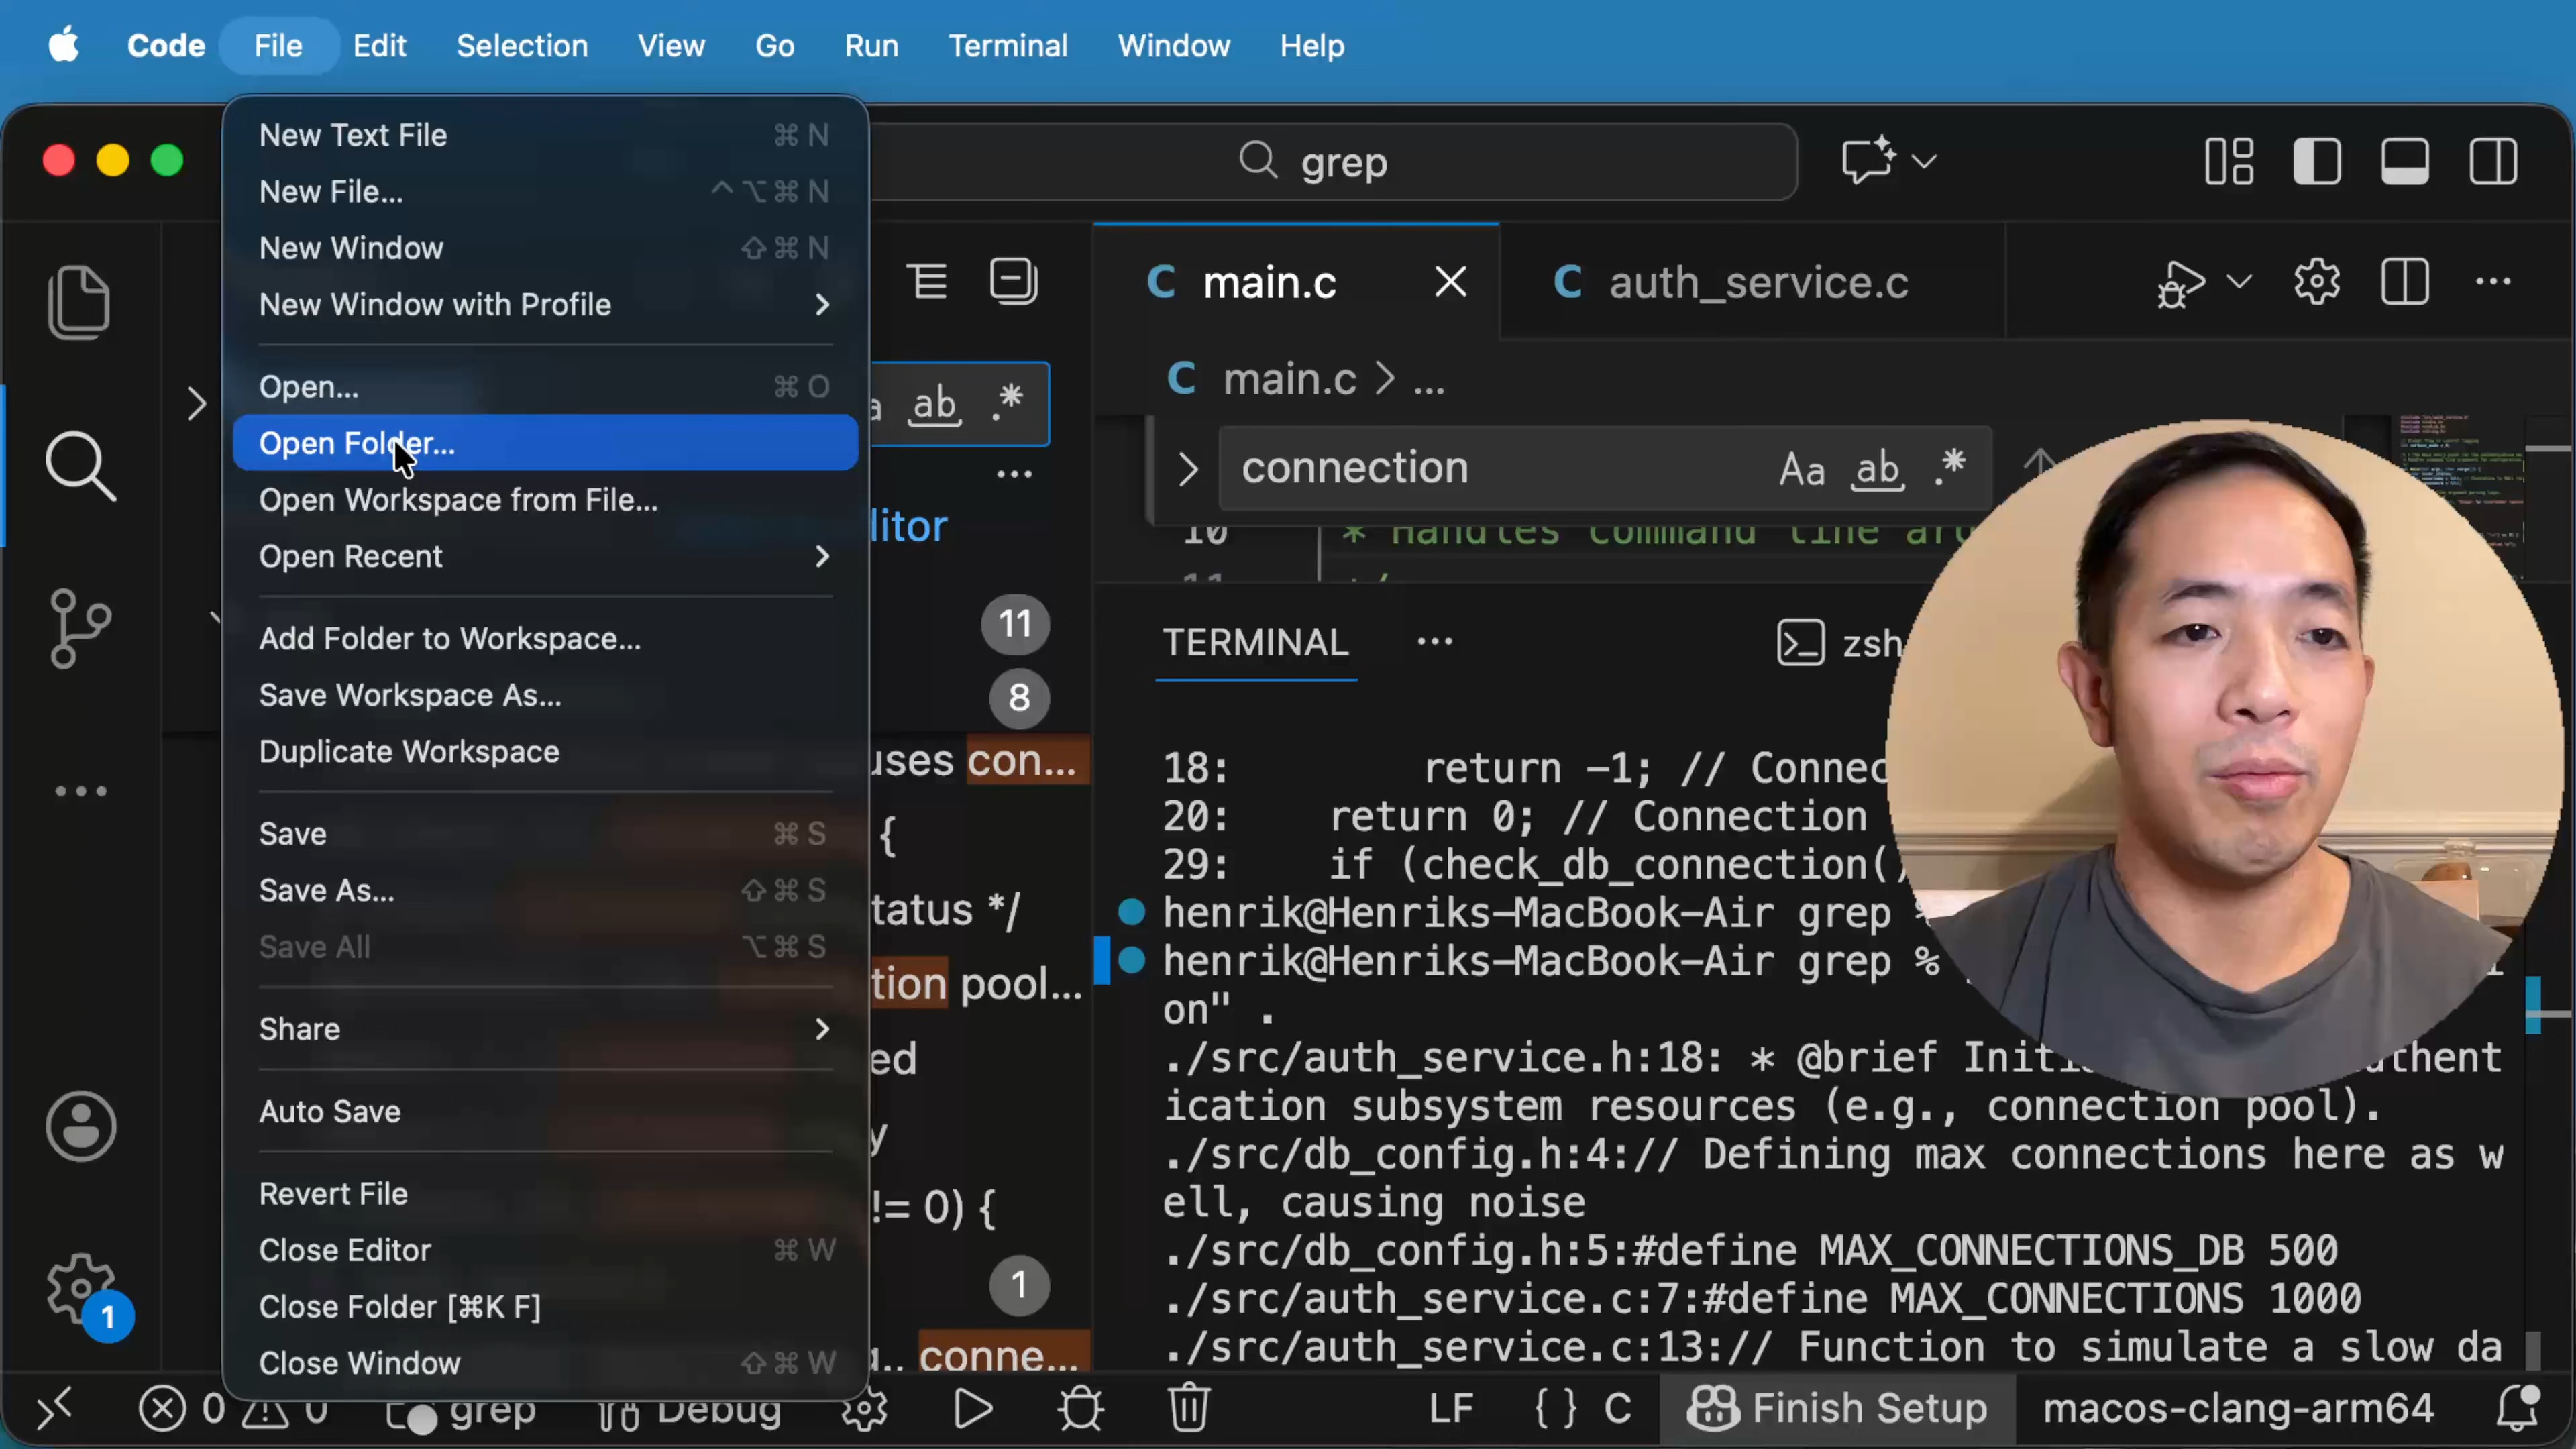 Code File Edit Selection View Go Run Terminal Window Help
New Text File ⌘ N
New File... ^⌥⌘ N
New Window ⇧⌘ N
New Window with Profile
Open... ⌘ O
Open Folder...
Open Workspace from File...
Open Recent
Add Folder to Workspace...
Save Workspace As...
Duplicate Workspace
Save ⌘ S
Save As... ⇧⌘ S
Save All ⌥⌘ S
Share
Auto Save
Revert File
Close Editor ⌘ W
Close Folder [⌘K F]
Close Window ⇧⌘ W
grep
ab .*
...
litor
11
8
uses con...
{
tatus */
tion pool...
ed
y
!= 0) {
1
conne...
C main.c
C auth_service.c
C main.c > ...
connection Aa ab .*
10 * Handles command line
11 */
TERMINAL ... zsh
18: return -1; // Connec
20: return 0; // Connection
29: if (check_db_connection()
henrik@Henriks-MacBook-Air grep %
henrik@Henriks-MacBook-Air grep %
on" .
./src/auth_service.h:18: * @brief Initi
uthent
ication subsystem resources (e.g., connection pool).
./src/db_config.h:4:// Defining max connections here as w
ell, causing noise
./src/db_config.h:5:#define MAX_CONNECTIONS_DB 500
./src/auth_service.c:7:#define MAX_CONNECTIONS 1000
./src/auth_service.c:13:// Function to simulate a slow da
1
0 0 grep Debug LF {} C Finish Setup macos-clang-arm64